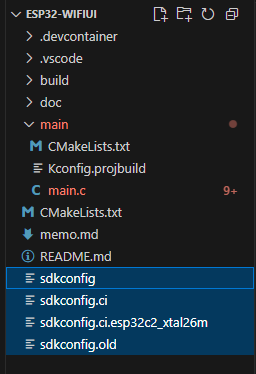 ESP32-WIFIUI
.devcontainer
.vscode
build
doc
main
M CMakeLists.txt
Kconfig.projbuild
C main.c 9+
M CMakeLists.txt
memo.md
README.md
sdkconfig
sdkconfig.ci
sdkconfig.ci.esp32c2_xtal26m
sdkconfig.old